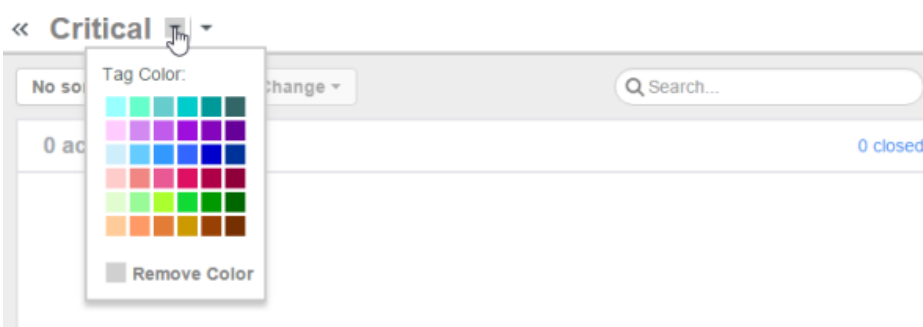 « Critical
Tag Color:
No so
Change
Search...
0 ac
0 closed
Remove Color